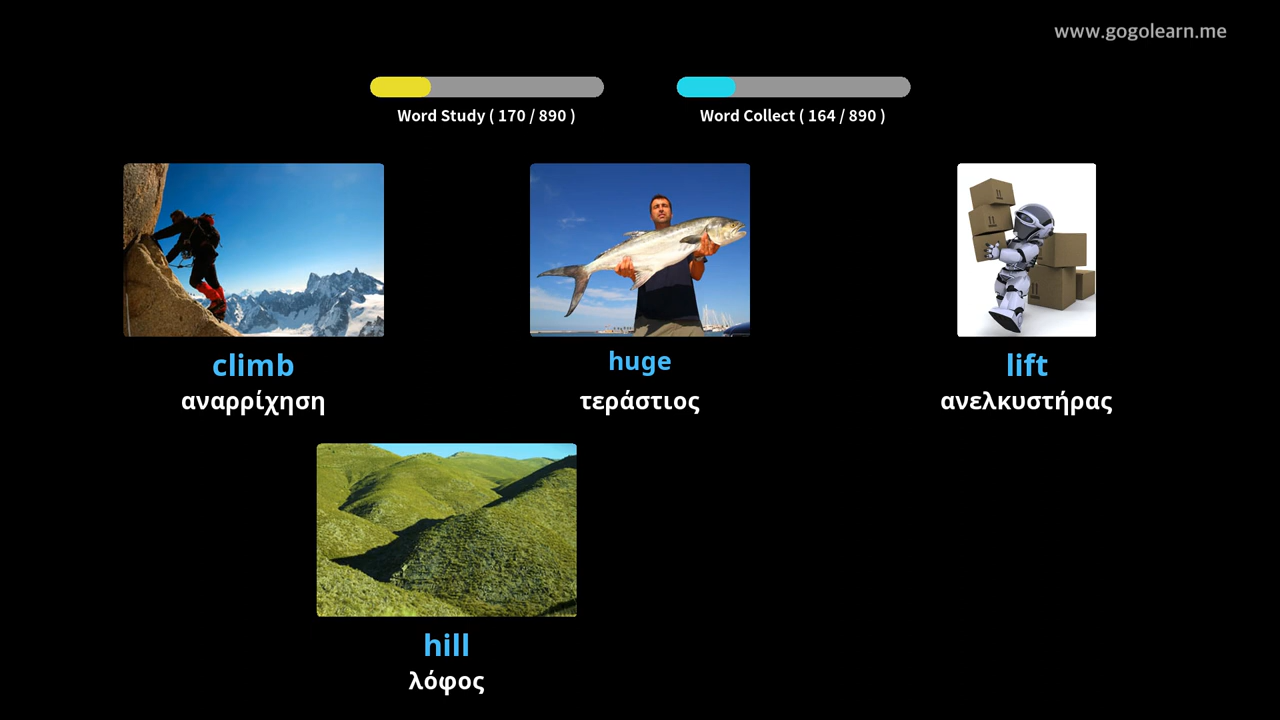 www.gogolearn.me
Word Study ( 170 / 890 )
Word Collect ( 164 / 890 )
climb
αναρρίχηση
huge
τεράστιος
lift
ανελκυστήρας
hill
λόφος